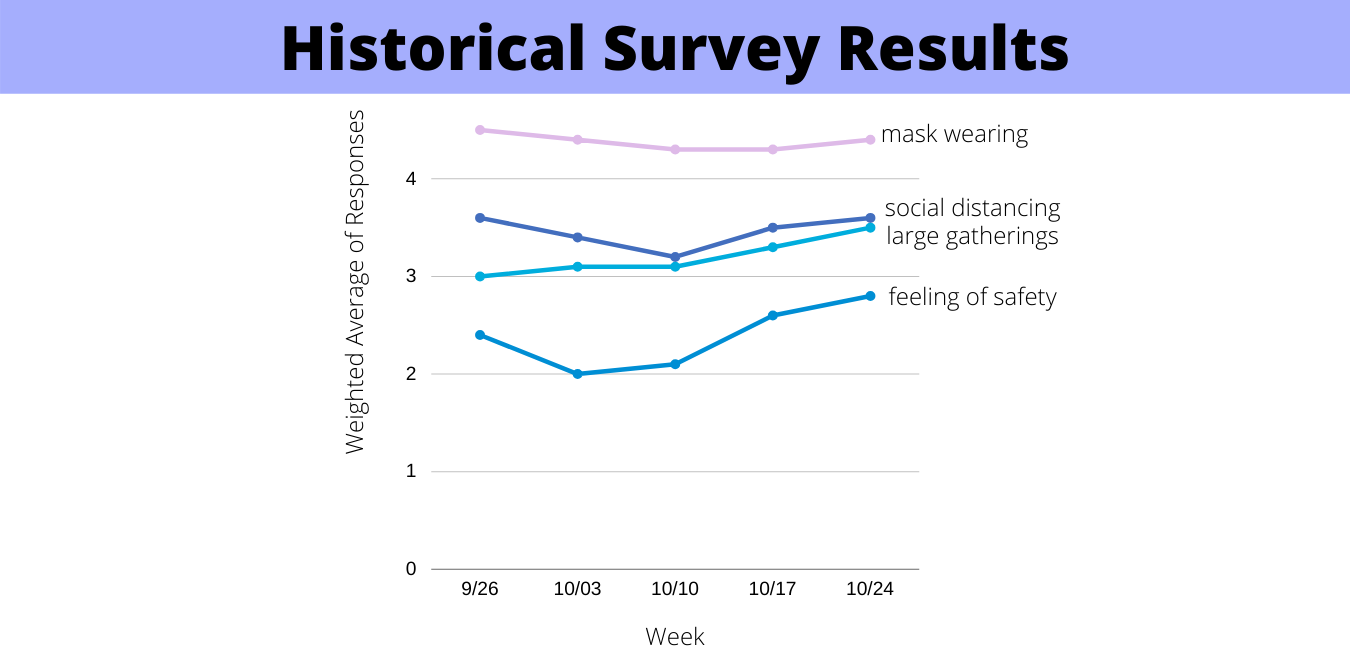 Historical Survey Results
Weighted Average of Responses
4
3
2
1
0
mask wearing
social distancing
large gatherings
feeling of safety
9/26 10/03 10/10 10/17 10/24
Week